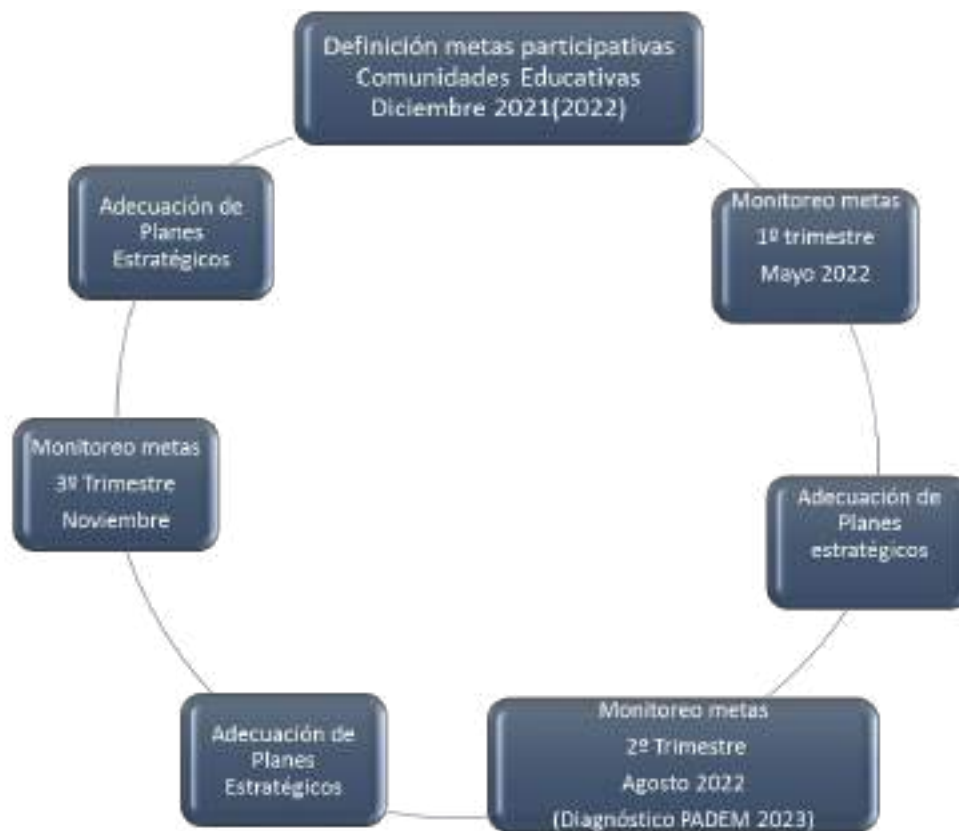 Definición metas participativas
Comunidades Educativas
Diciembre 2021(2022)
Monitoreo metas
1º trimestre
Mayo 2022
Adecuación de
Planes
estratégicos
Monitoreo metas
2º Trimestre
Agosto 2022
(Diagnóstico PADEM 2023)
Adecuación de
Planes
Estratégicos
Monitoreo metas
3º Trimestre
Noviembre
Adecuación de
Planes
Estratégicos